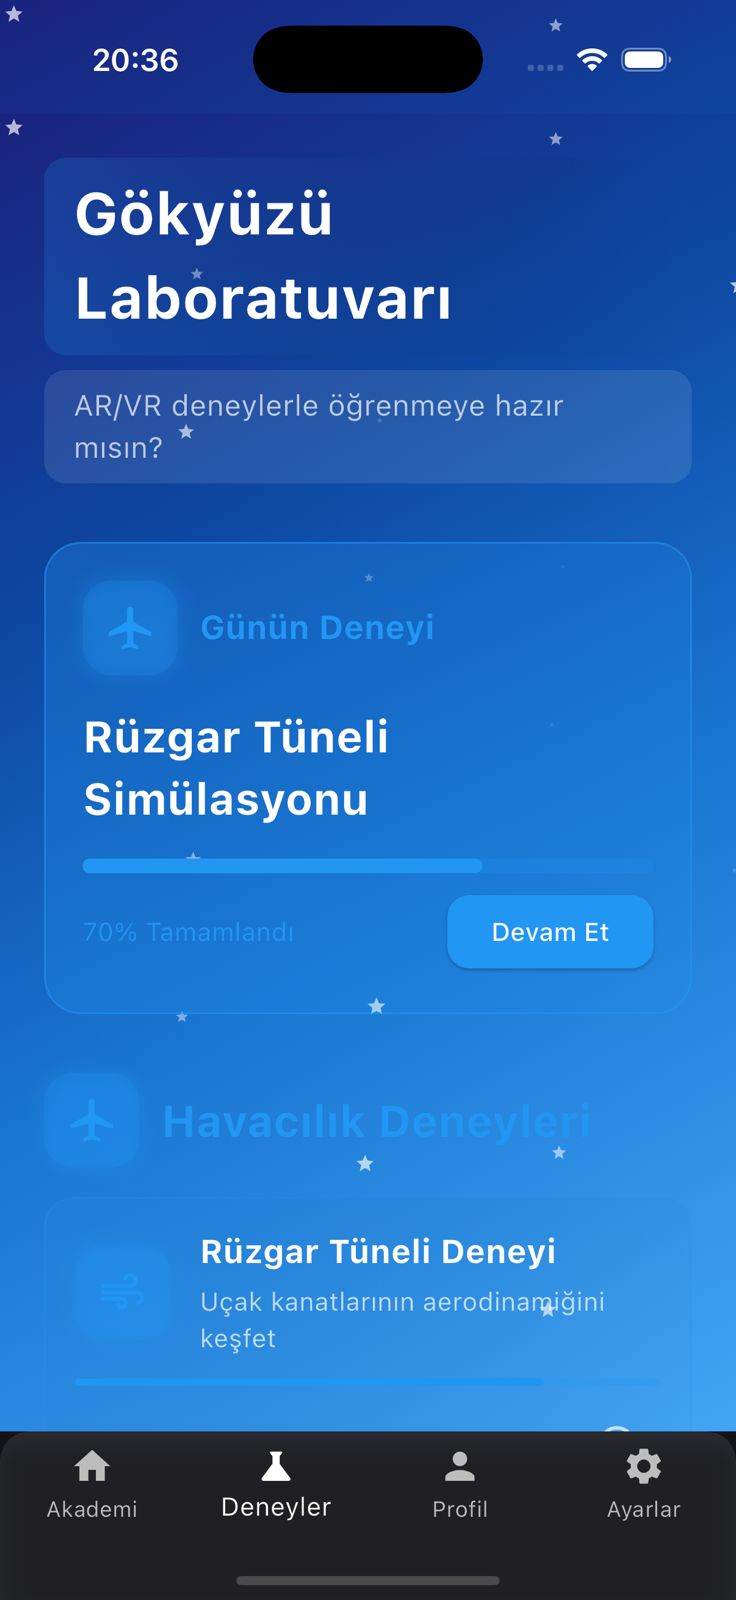 20:36
Gökyüzü
Laboratuvarı
AR/VR deneylerle öğrenmeye hazır
mısın?
Günün Deneyi
Rüzgar Tüneli
Simülasyonu
70% Tamamlandı
Devam Et
Havacılık Deneyleri
Rüzgar Tüneli Deneyi
Uçak kanatlarının aerodinamiğini
keşfet
Akademi
Deneyler
Profil
Ayarlar